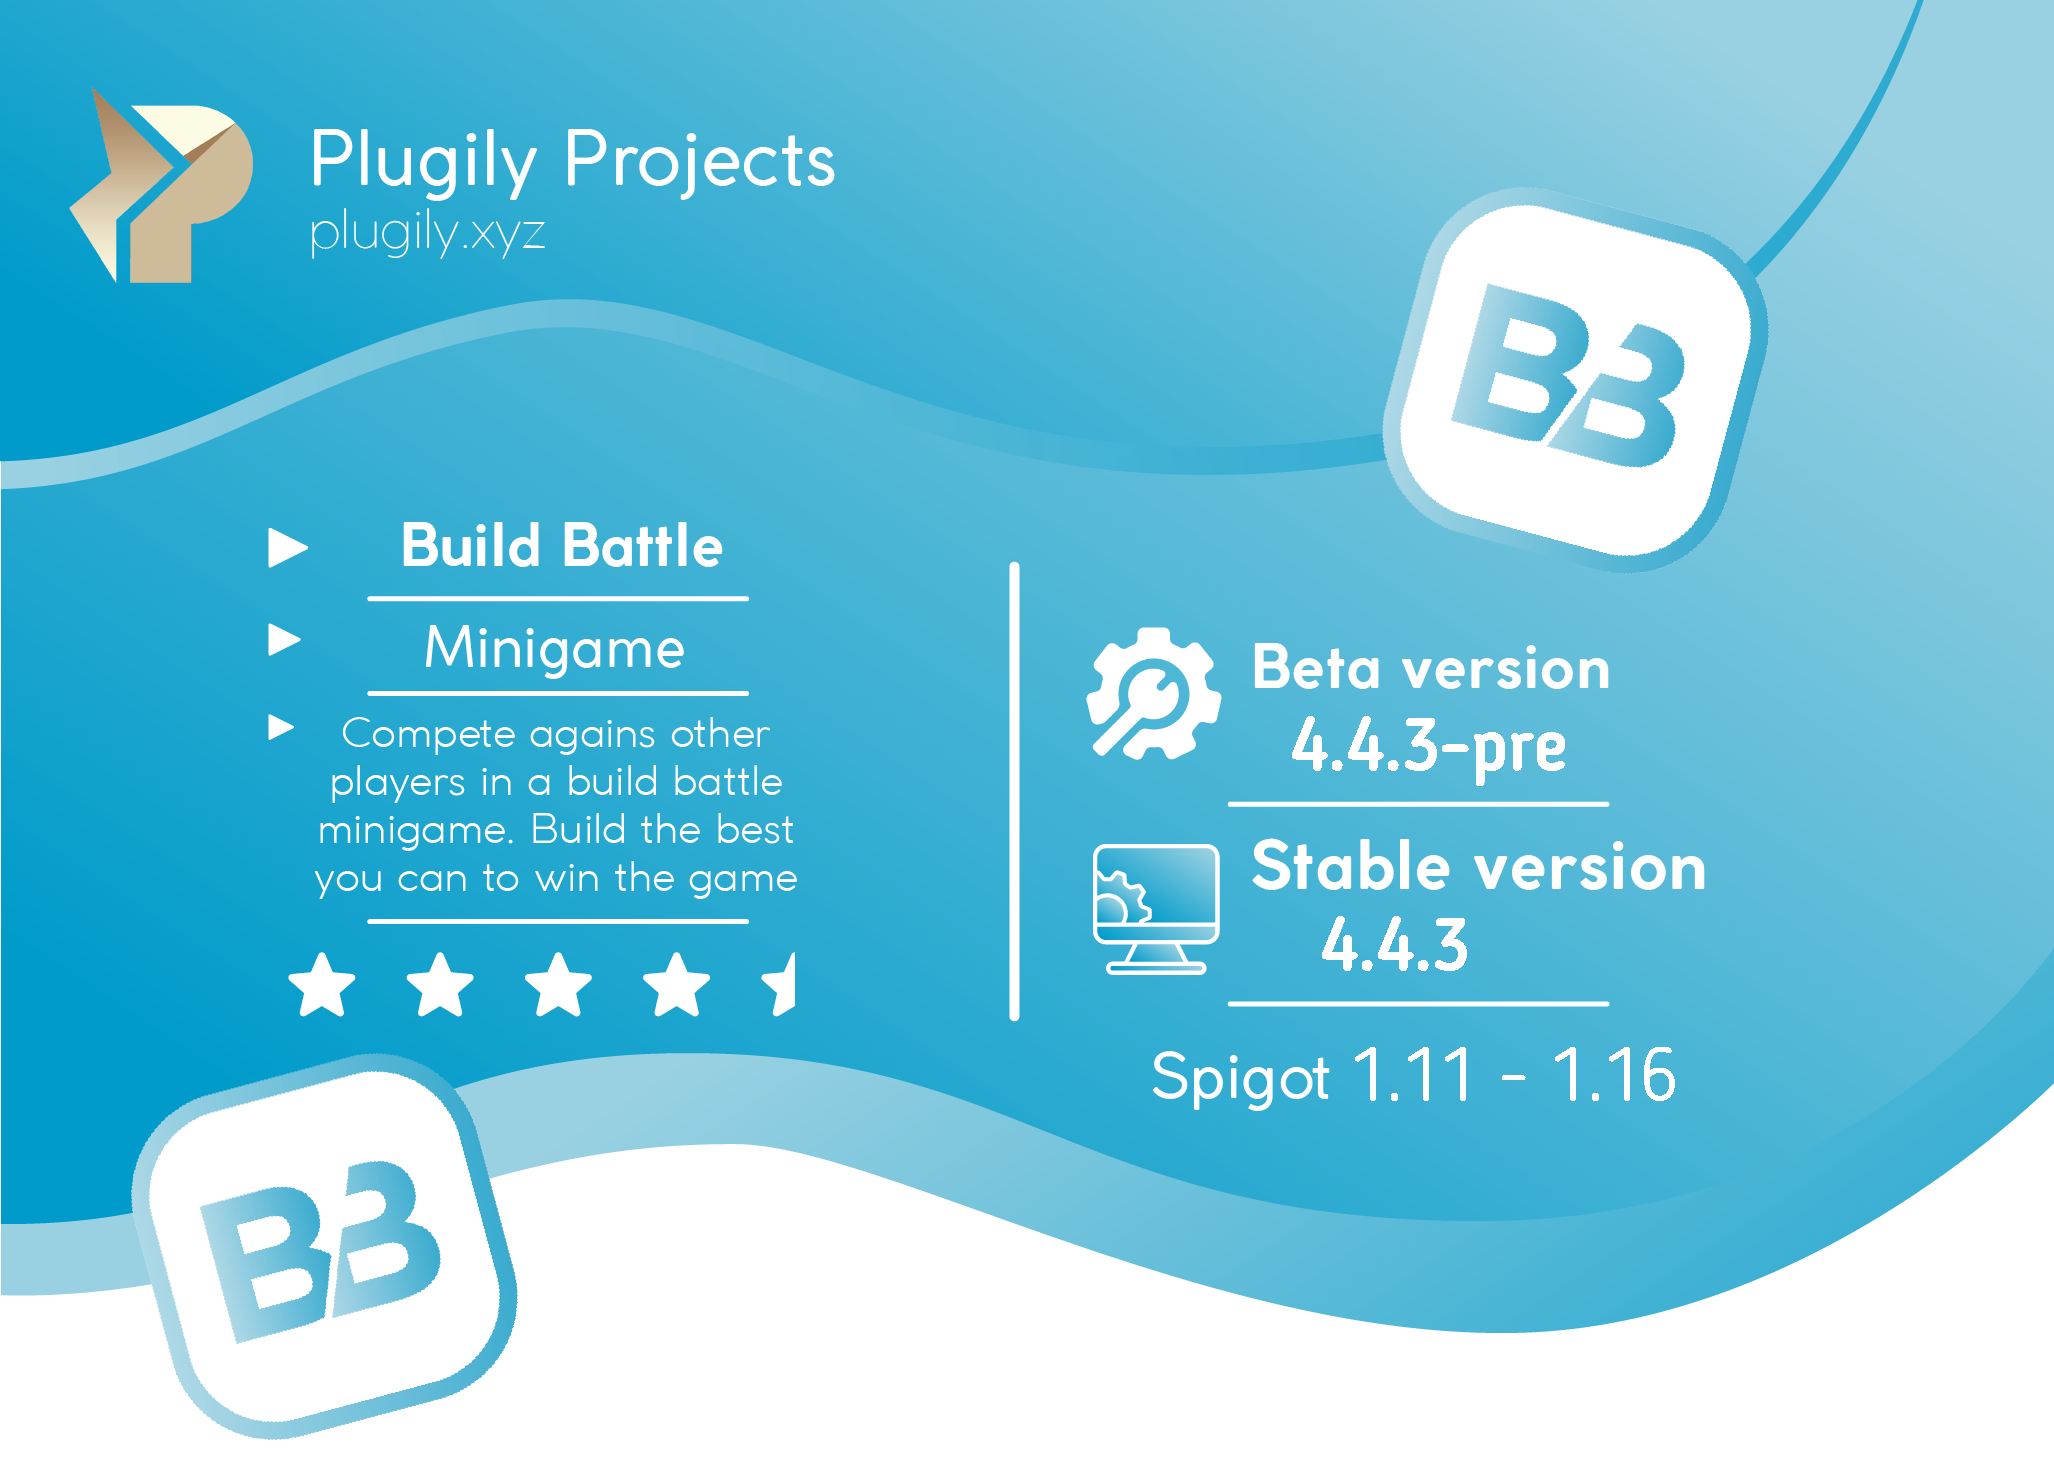 Plugily Projects
plugily.xyz
BB
Build Battle
Minigame
Compete agains other
players in a build battle
minigame. Build the best
you can to win the game
Beta version
4.4.3-pre
Stable version
4.4.3
Spigot 1.11 - 1.16
BB